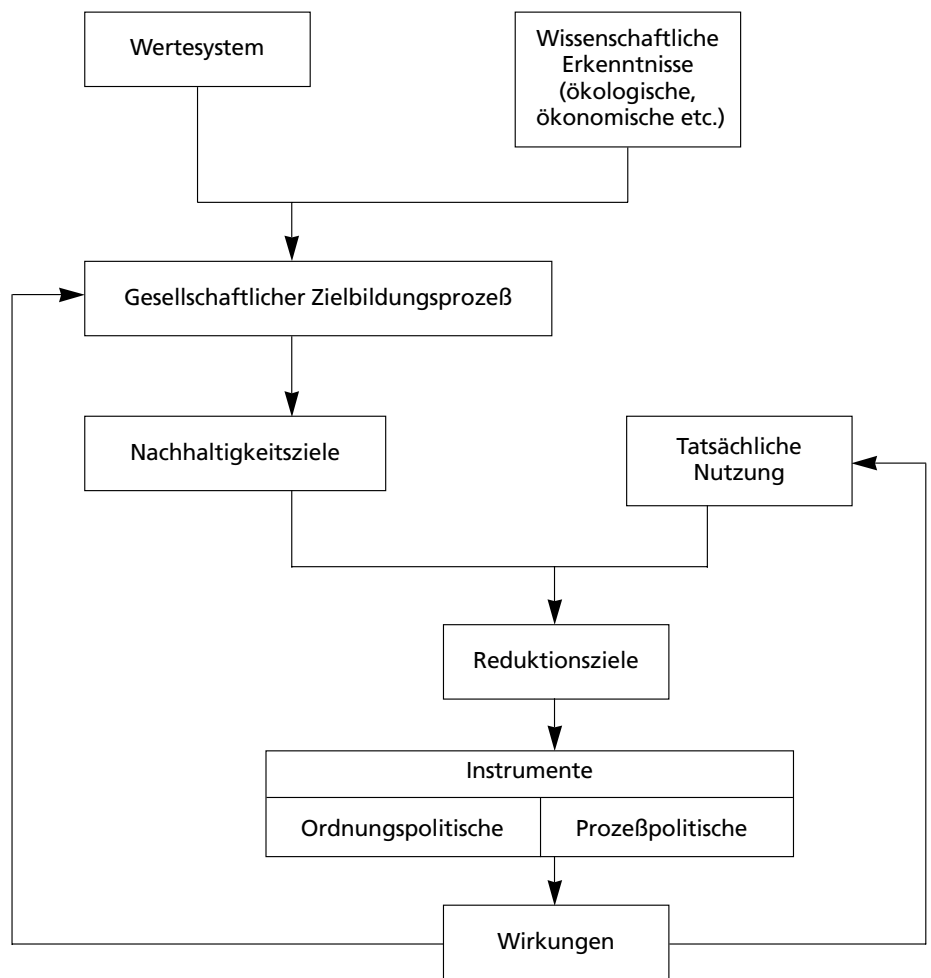 Wertesystem
Wissenschaftliche
Erkenntnisse
(ökologische,
ökonomische etc.)
Gesellschaftlicher Zielbildungsprozeß
Nachhaltigkeitsziele
Tatsächliche
Nutzung
Reduktionsziele
Instrumente
Ordnungspolitische
Prozeßpolitische
Wirkungen